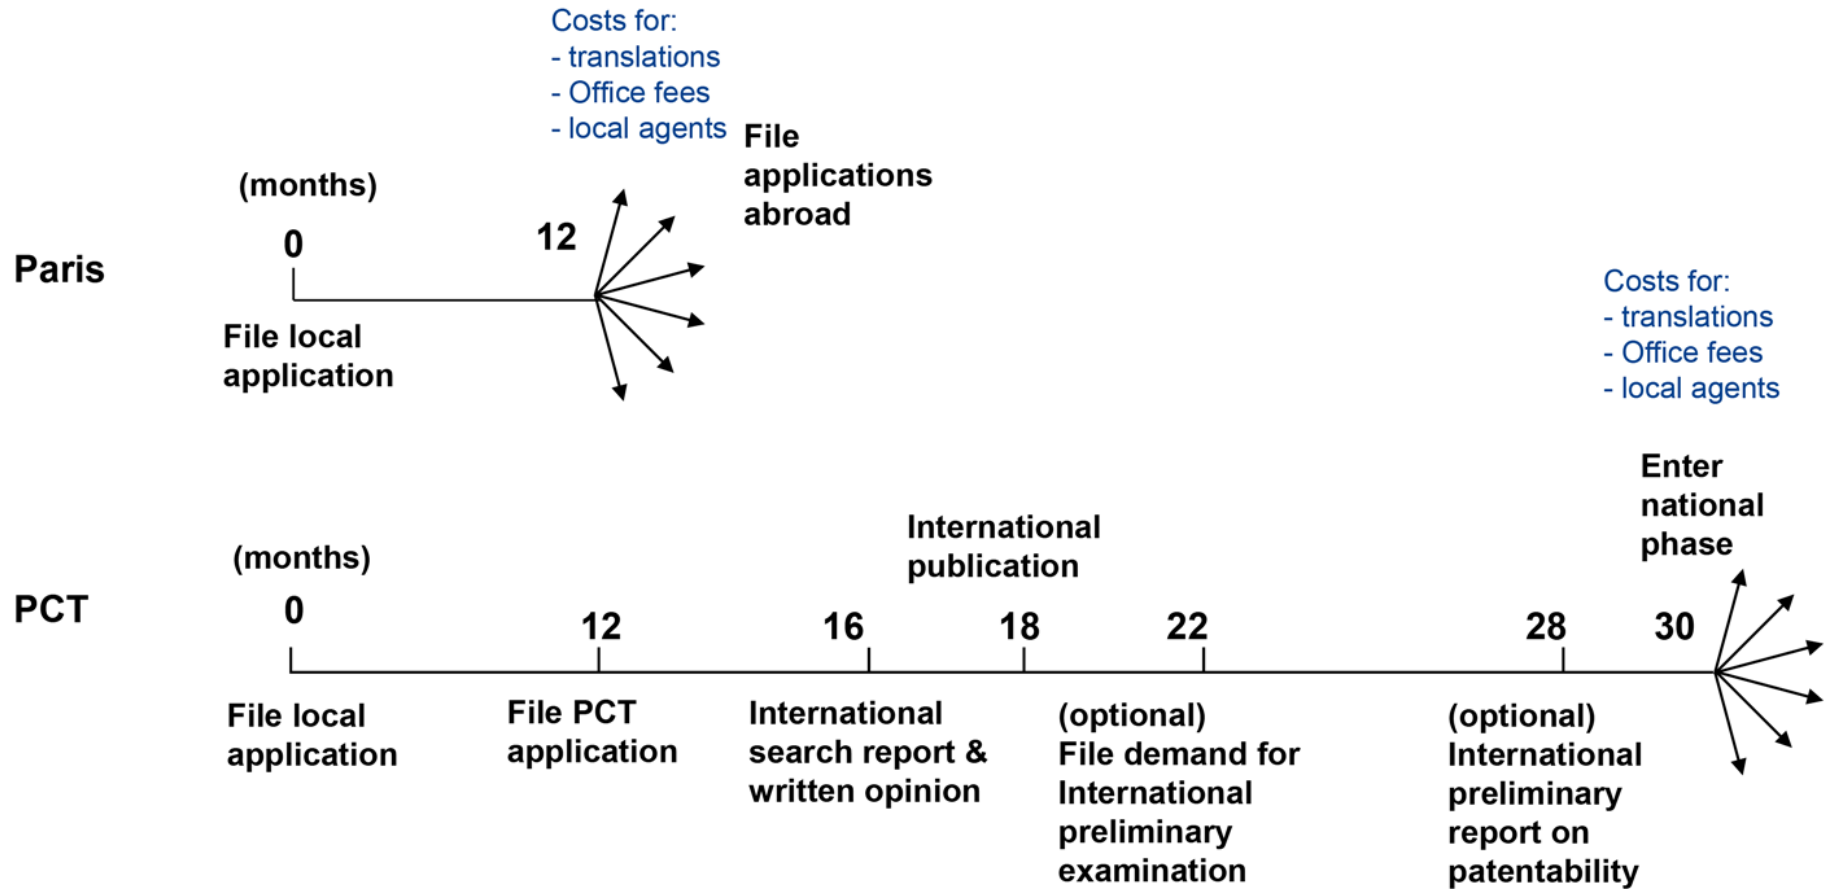 Costs for:
- translations
- Office fees
- local agents
File
applications
abroad
(months)
0
12
Paris
File local
application
Costs for:
- translations
- Office fees
- local agents
Enter
national
phase
International
publication
(months)
PCT
0
12
16
18
22
28
30
File local
application
File PCT
application
International
search report &
written opinion
(optional)
File demand for
International
preliminary
examination
(optional)
International
preliminary
report on
patentability